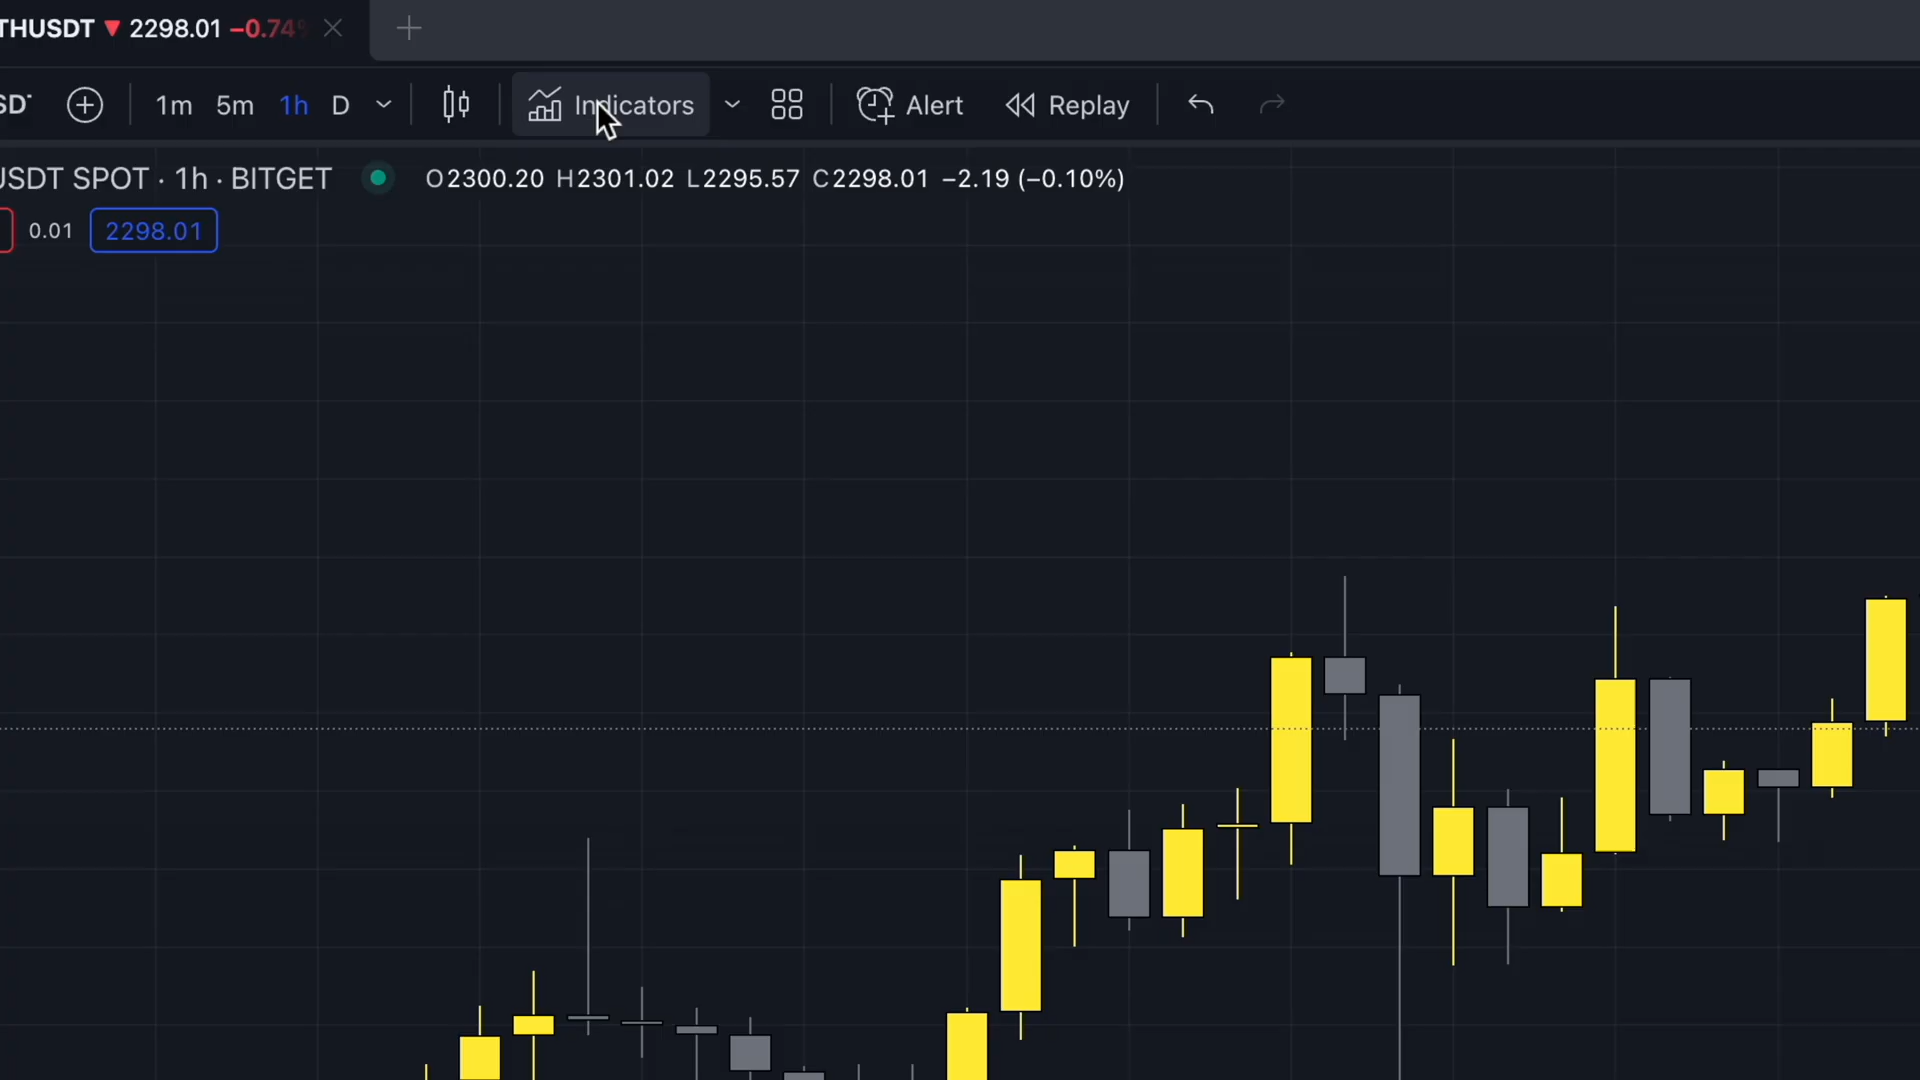 THUSDT 2298.01 −0.74%
SDT 1m 5m 1h D Indicators Alert Replay
USDT SPOT · 1h · BITGET O2300.20 H2301.02 L2295.57 C2298.01 −2.19 (−0.10%)
0.01 2298.01